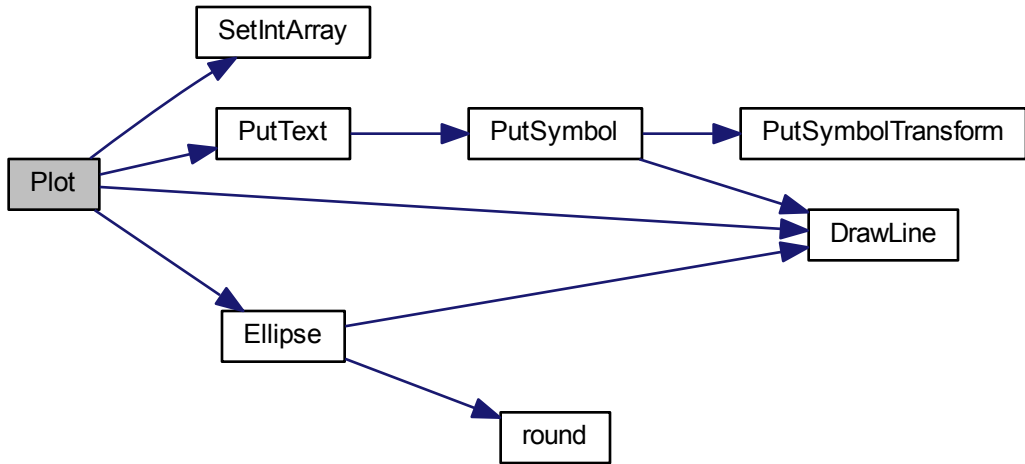 SetIntArray
PutText
PutSymbol
PutSymbolTransform
Plot
DrawLine
Ellipse
round